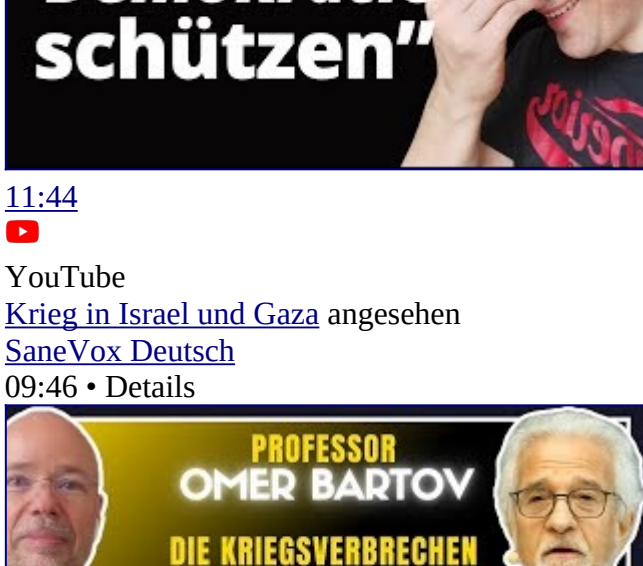 schützen”
11:44
YouTube
Krieg in Israel und Gaza angesehen
SaneVox Deutsch
09:46 • Details
PROFESSOR
OMER BARTOV
DIE KRIEGSVERBRECHEN